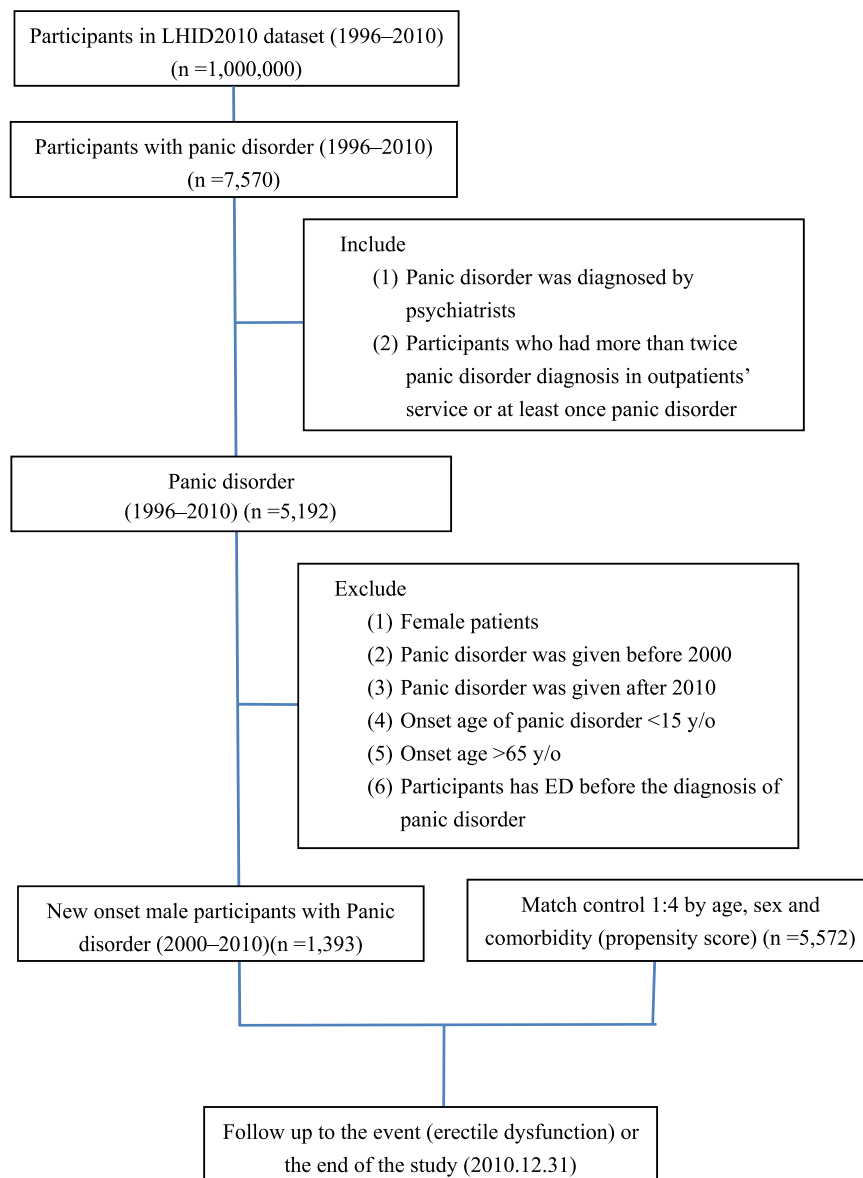 Participants in LHID2010 dataset (1996–2010)
(n =1,000,000)
Participants with panic disorder (1996–2010)
(n =7,570)
Include
(1) Panic disorder was diagnosed by
psychiatrists
(2) Participants who had more than twice
panic disorder diagnosis in outpatients’
service or at least once panic disorder
Panic disorder
(1996–2010) (n =5,192)
Exclude
(1) Female patients
(2) Panic disorder was given before 2000
(3) Panic disorder was given after 2010
(4) Onset age of panic disorder <15 y/o
(5) Onset age >65 y/o
(6) Participants has ED before the diagnosis of
panic disorder
New onset male participants with Panic
disorder (2000–2010)(n =1,393)
Match control 1:4 by age, sex and
comorbidity (propensity score) (n =5,572)
Follow up to the event (erectile dysfunction) or
the end of the study (2010.12.31)